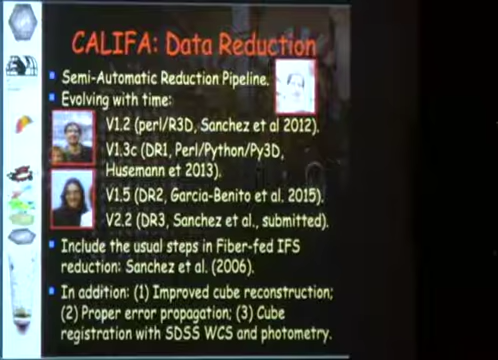 CALIFA: Data Reduction
Semi-Automatic Reduction Pipeline.
Evolving with time:
V1.2 (perl/R3D, Sanchez et al 2012).
V1.3c (DR1, Perl/Python/Py3D,
Husemann et 2013).
V1.5 (DR2, Garcia-Benito et al. 2015).
V2.2 (DR3, Sanchez et al., submitted).
Include the usual steps in Fiber-fed IFS
reduction: Sanchez et al. (2006).
In addition: (1) Improved cube reconstruction;
(2) Proper error propagation; (3) Cube
registration with SDSS WCS and photometry.